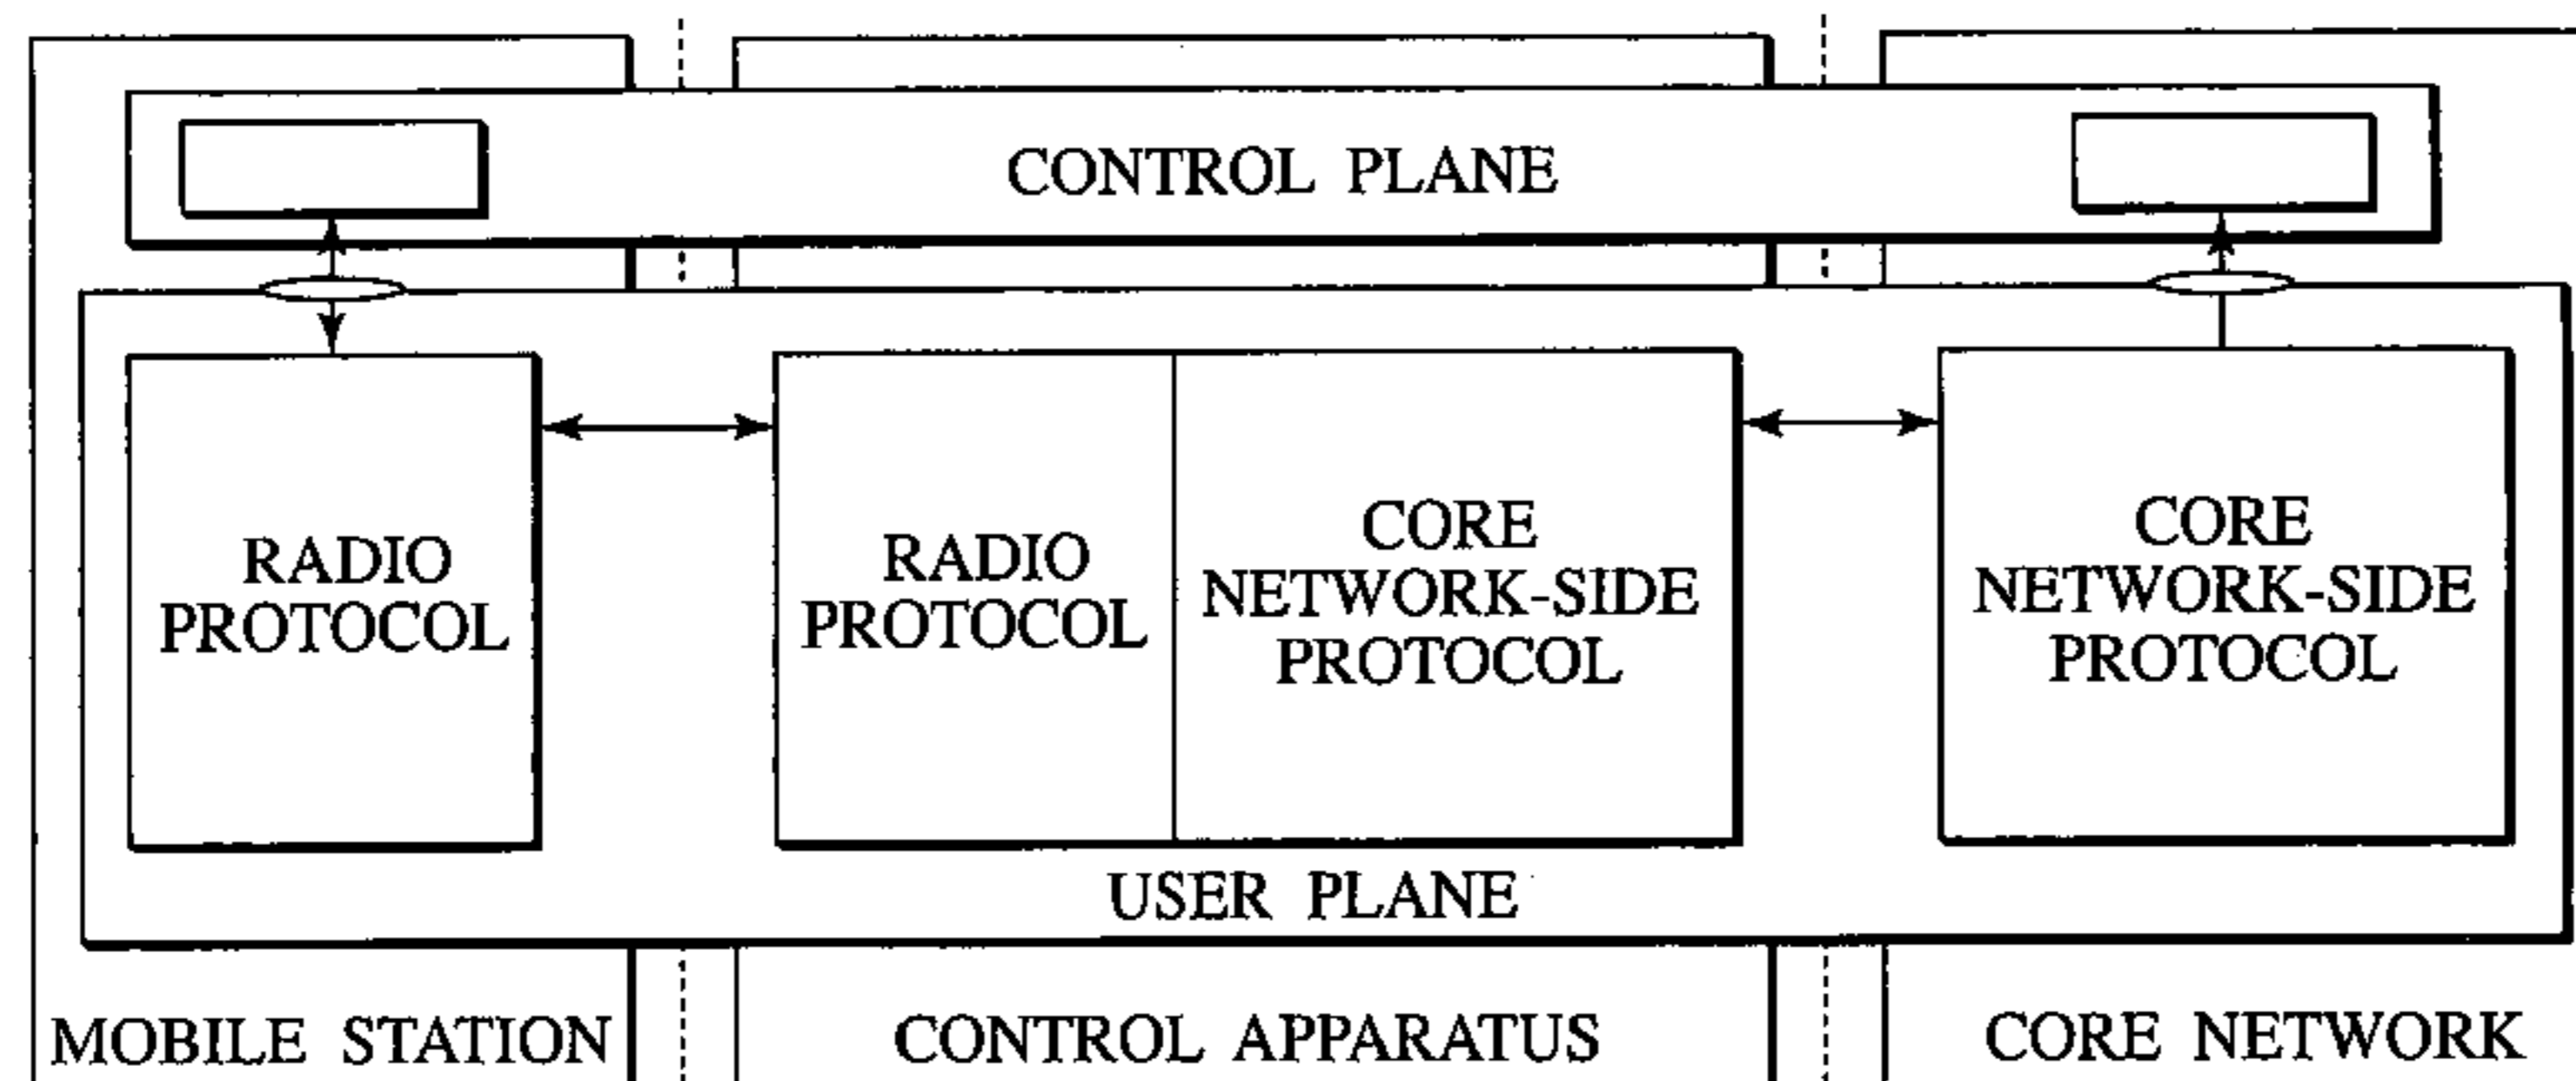 CONTROL PLANE
RADIO
PROTOCOL
RADIO
PROTOCOL
CORE
NETWORK-SIDE
PROTOCOL
CORE
NETWORK-SIDE
PROTOCOL
USER PLANE
MOBILE STATION
CONTROL APPARATUS
CORE NETWORK